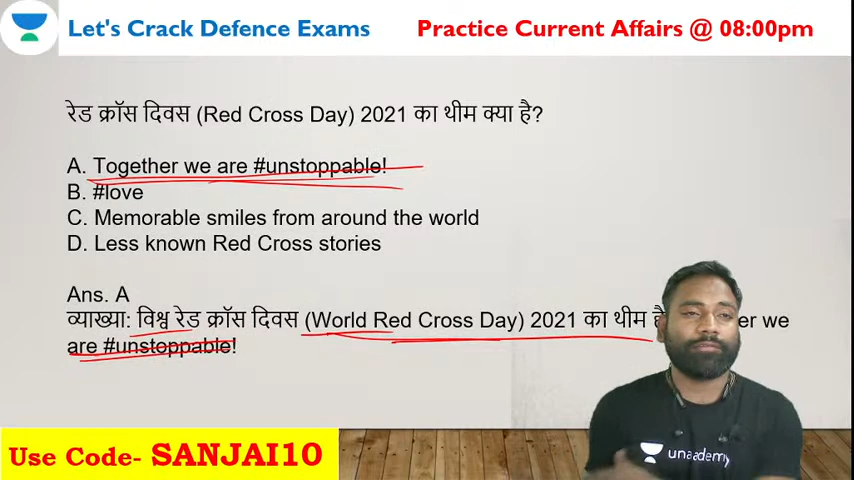 Let's Crack Defence Exams
Practice Current Affairs @ 08:00pm
रेड क्रॉस दिवस (Red Cross Day) 2021 का थीम क्या है?
A. Together we are #unstoppable!
B. #love
C. Memorable smiles from around the world
D. Less known Red Cross stories
Ans. A
व्याख्या: विश्व रेड क्रॉस दिवस (World Red Cross Day) 2021 का थीम we
are #unstoppable!
unacademy
Use Code- SANJAI10